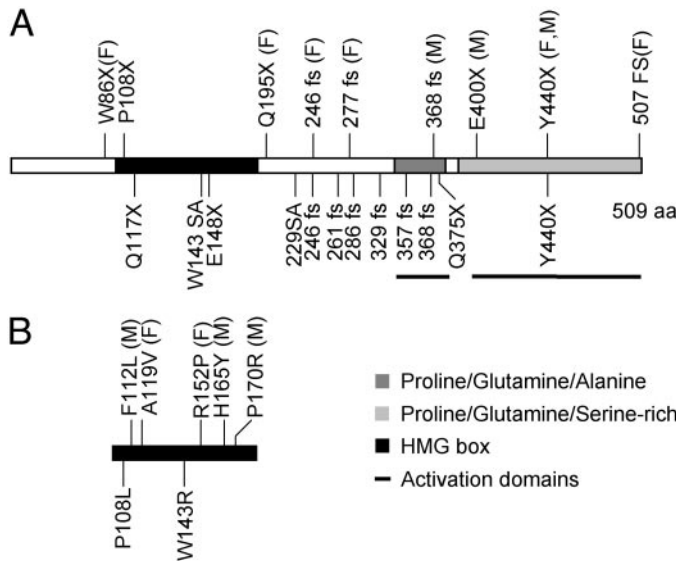 A
W86X(F)
P108X
Q195X (F)
246 fs (F)
277 fs (F)
368 fs (M)
E400X (M)
Y440X (F,M)
507 FS(F)
Q117X
W143 SA
E148X
229SA
246 fs
261 fs
286 fs
329 fs
357 fs
368 fs
Q375X
Y440X
509 aa
B
F112L (M)
A119V (F)
R152P (F)
H165Y (M)
P170R (M)
P108L
W143R
Proline/Glutamine/Alanine
Proline/Glutamine/Serine-rich
HMG box
Activation domains